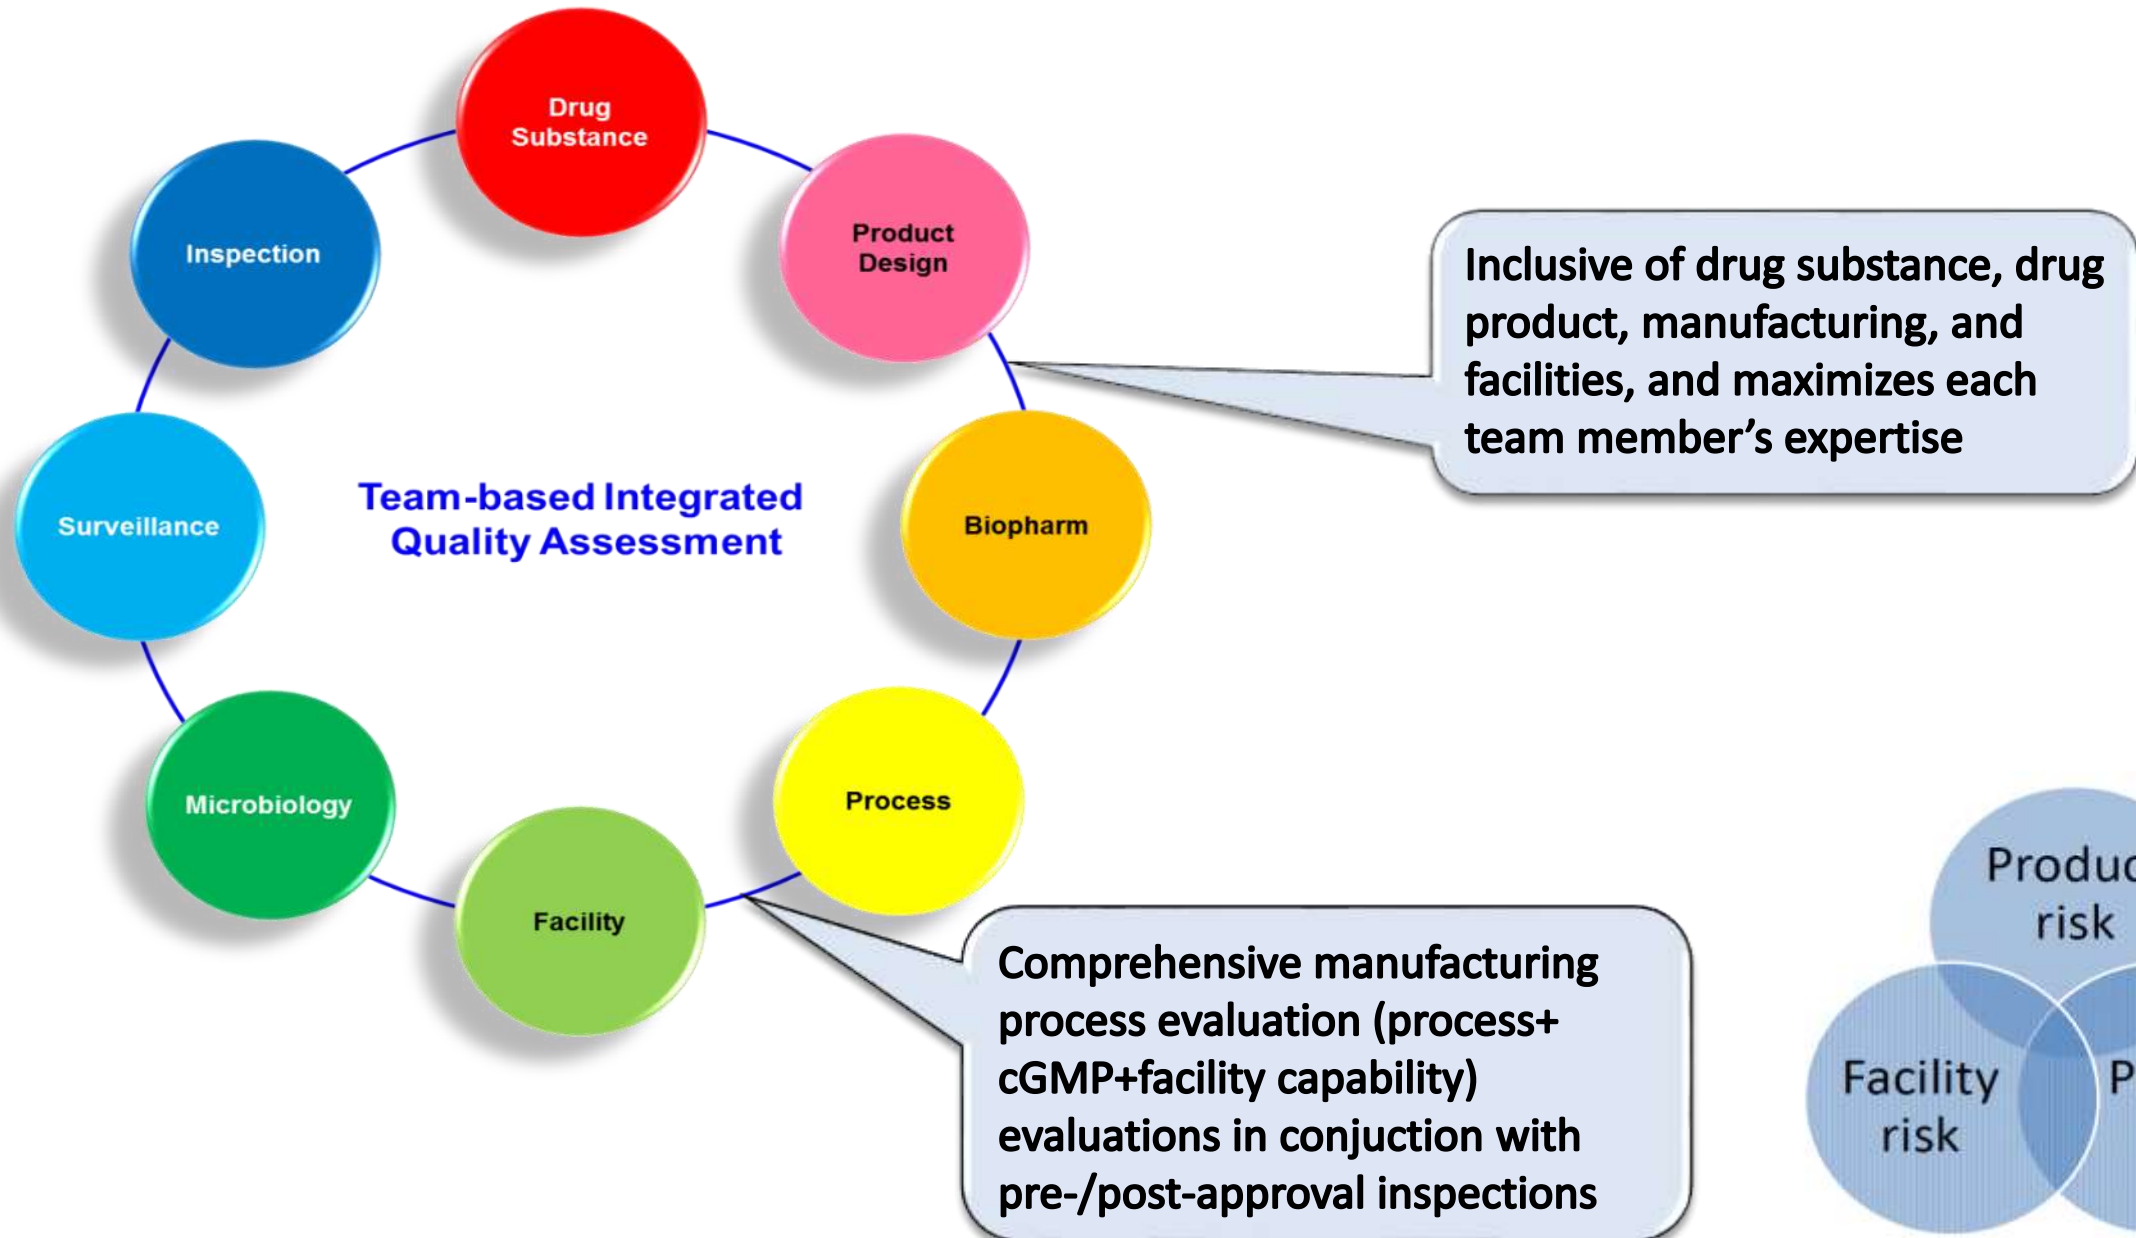 Drug
Substance
Product
Design
Inspection
Inclusive of drug substance, drug
product, manufacturing, and
facilities, and maximizes each
team member’s expertise
Team-based Integrated
Quality Assessment
Surveillance
Biopharm
Microbiology
Process
Facility
Comprehensive manufacturing
process evaluation (process+
cGMP+facility capability)
evaluations in conjuction with
pre-/post-approval inspections
risk
Facility
risk